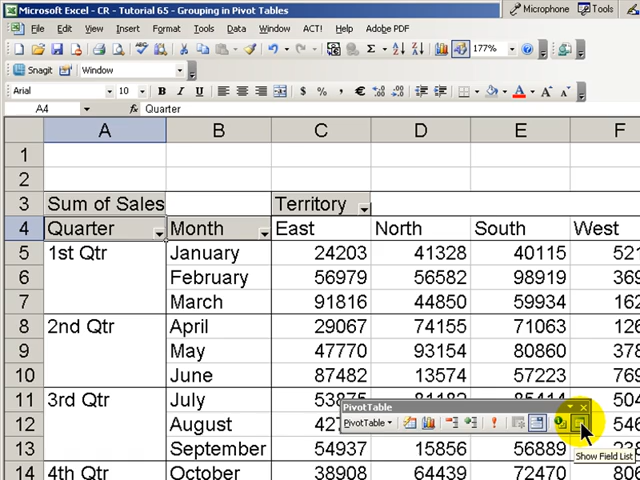 Microsoft Excel - CR - Tutorial 65 - Grouping in Pivot Tables
Microphone Tools
File Edit View Insert Format Tools Data Window ACT! Help Adobe PDF
177%
Snagit Window
Arial 10 B I U $ % ,
A4 Quarter
A B C D E F
1
2
3 Sum of Sales Territory
4 Quarter Month East North South West
5 1st Qtr January 24203 41328 40115 521
6 February 56979 56582 98919 369
7 March 91816 44850 59934 162
8 2nd Qtr April 29067 74155 71063 126
9 May 47770 93154 80860 378
10 June 87482 13574 57223 769
11 3rd Qtr July 53875 81182 85414 504
PivotTable
12 August 42 546
PivotTable
13 September 54937 15856 56889 238
Show Field List
14 4th Qtr October 38908 64439 72470 806